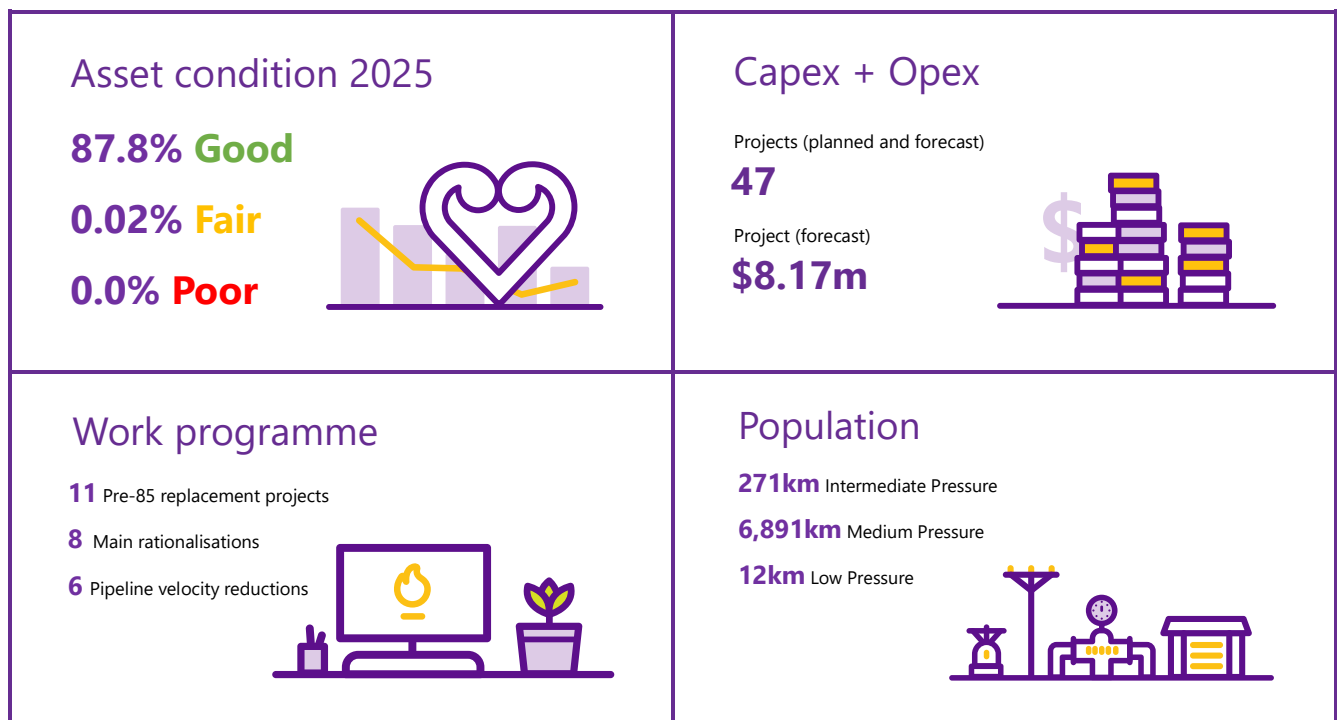 Asset condition 2025
87.8% Good
0.02% Fair
0.0% Poor
Capex + Opex
Projects (planned and forecast)
47
Project (forecast)
$8.17m
$
Work programme
11 Pre-85 replacement projects
8 Main rationalisations
6 Pipeline velocity reductions
Population
271km Intermediate Pressure
6,891km Medium Pressure
12km Low Pressure